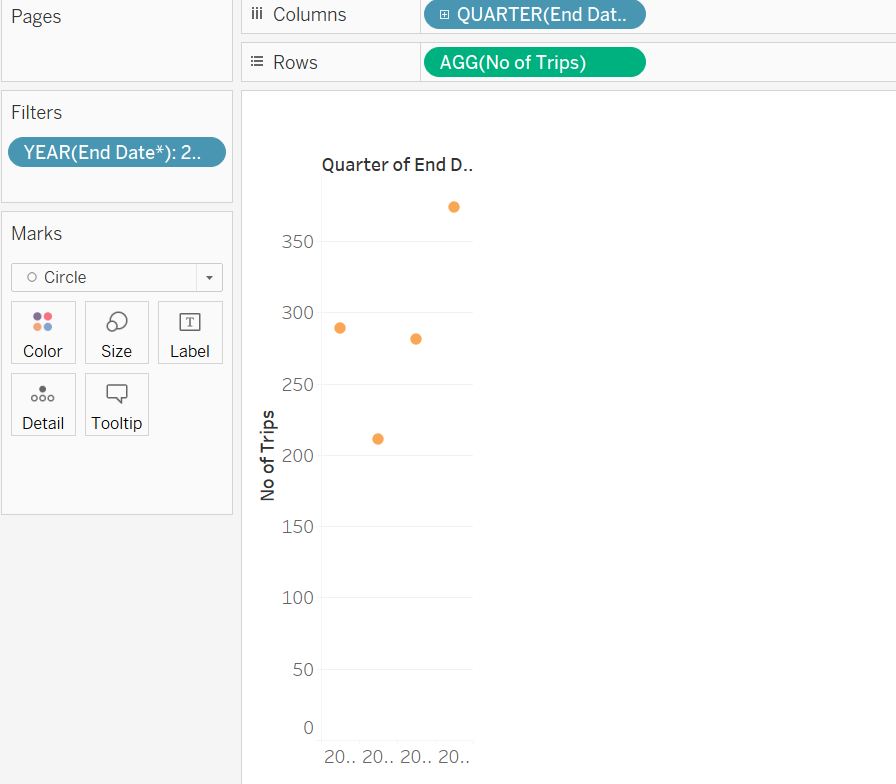 Pages
Columns
QUARTER(End Dat..
Rows
AGG(No of Trips)
Filters
YEAR(End Date*): 2..
Marks
Circle
Color
Size
Label
Detail
Tooltip
Quarter of End D..
No of Trips
350
300
250
200
150
100
50
0
20.. 20.. 20.. 20..